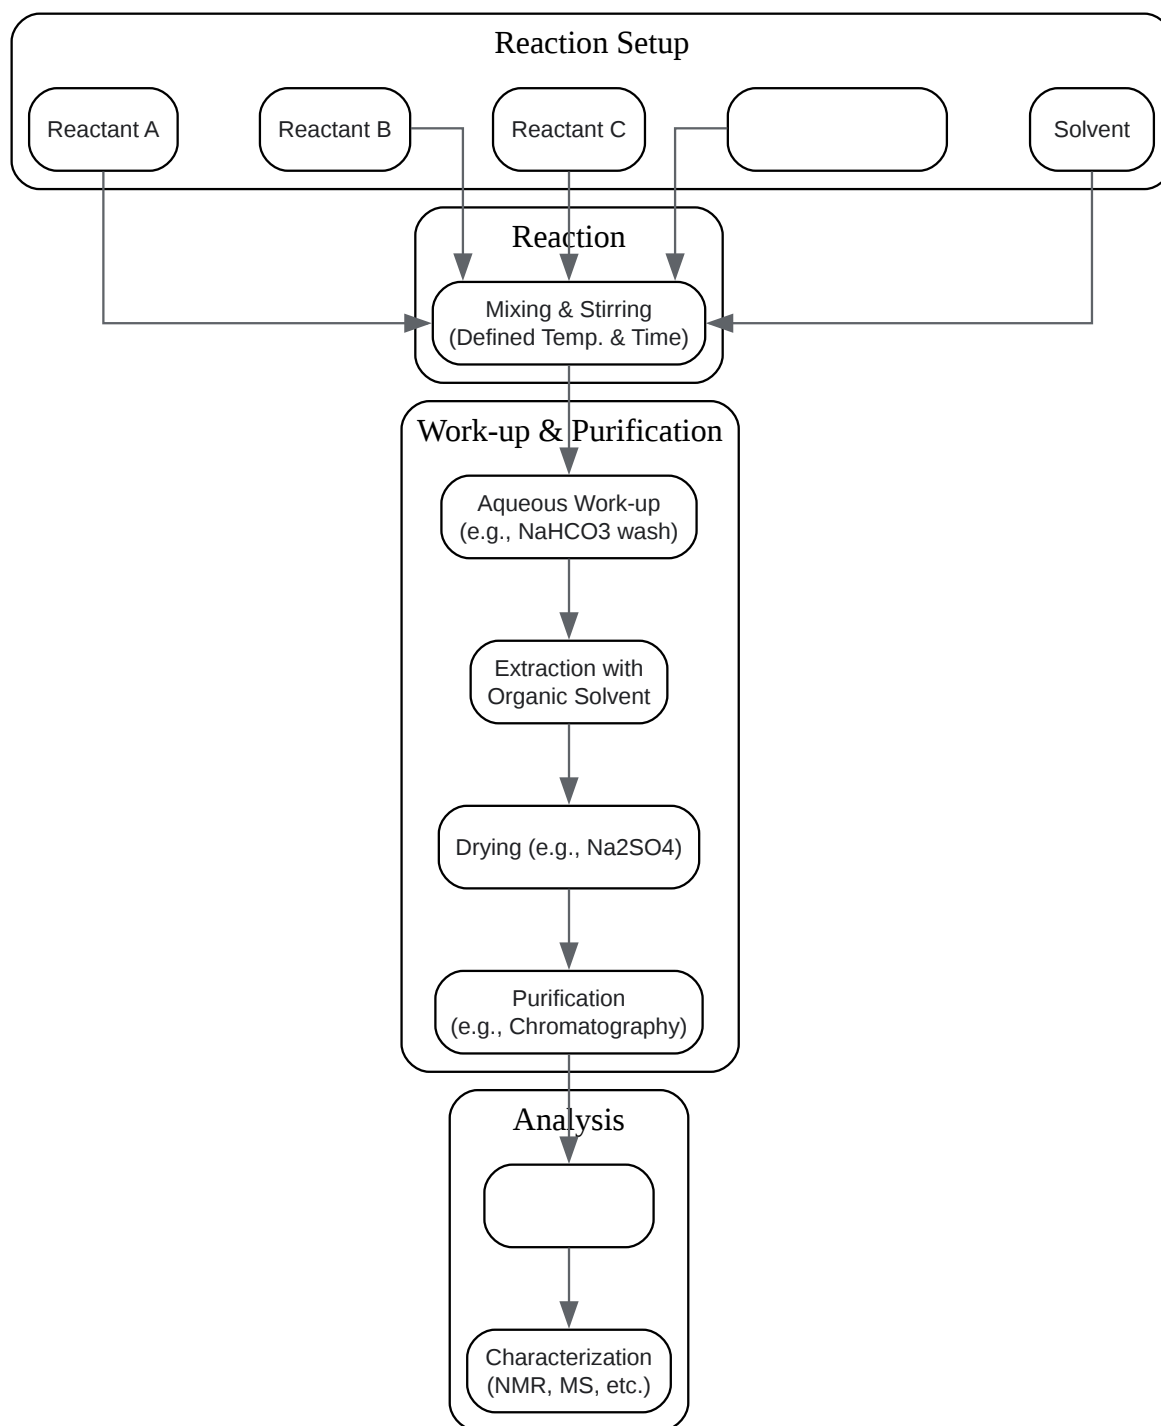 Reaction Setup
Reactant A
Reactant B
Reactant C
Solvent
Reaction
Mixing & Stirring
(Defined Temp. & Time)
Work-up & Purification
Aqueous Work-up
(e.g., NaHCO3 wash)
Extraction with
Organic Solvent
Drying (e.g., Na2SO4)
Purification
(e.g., Chromatography)
Analysis
Characterization
(NMR, MS, etc.)